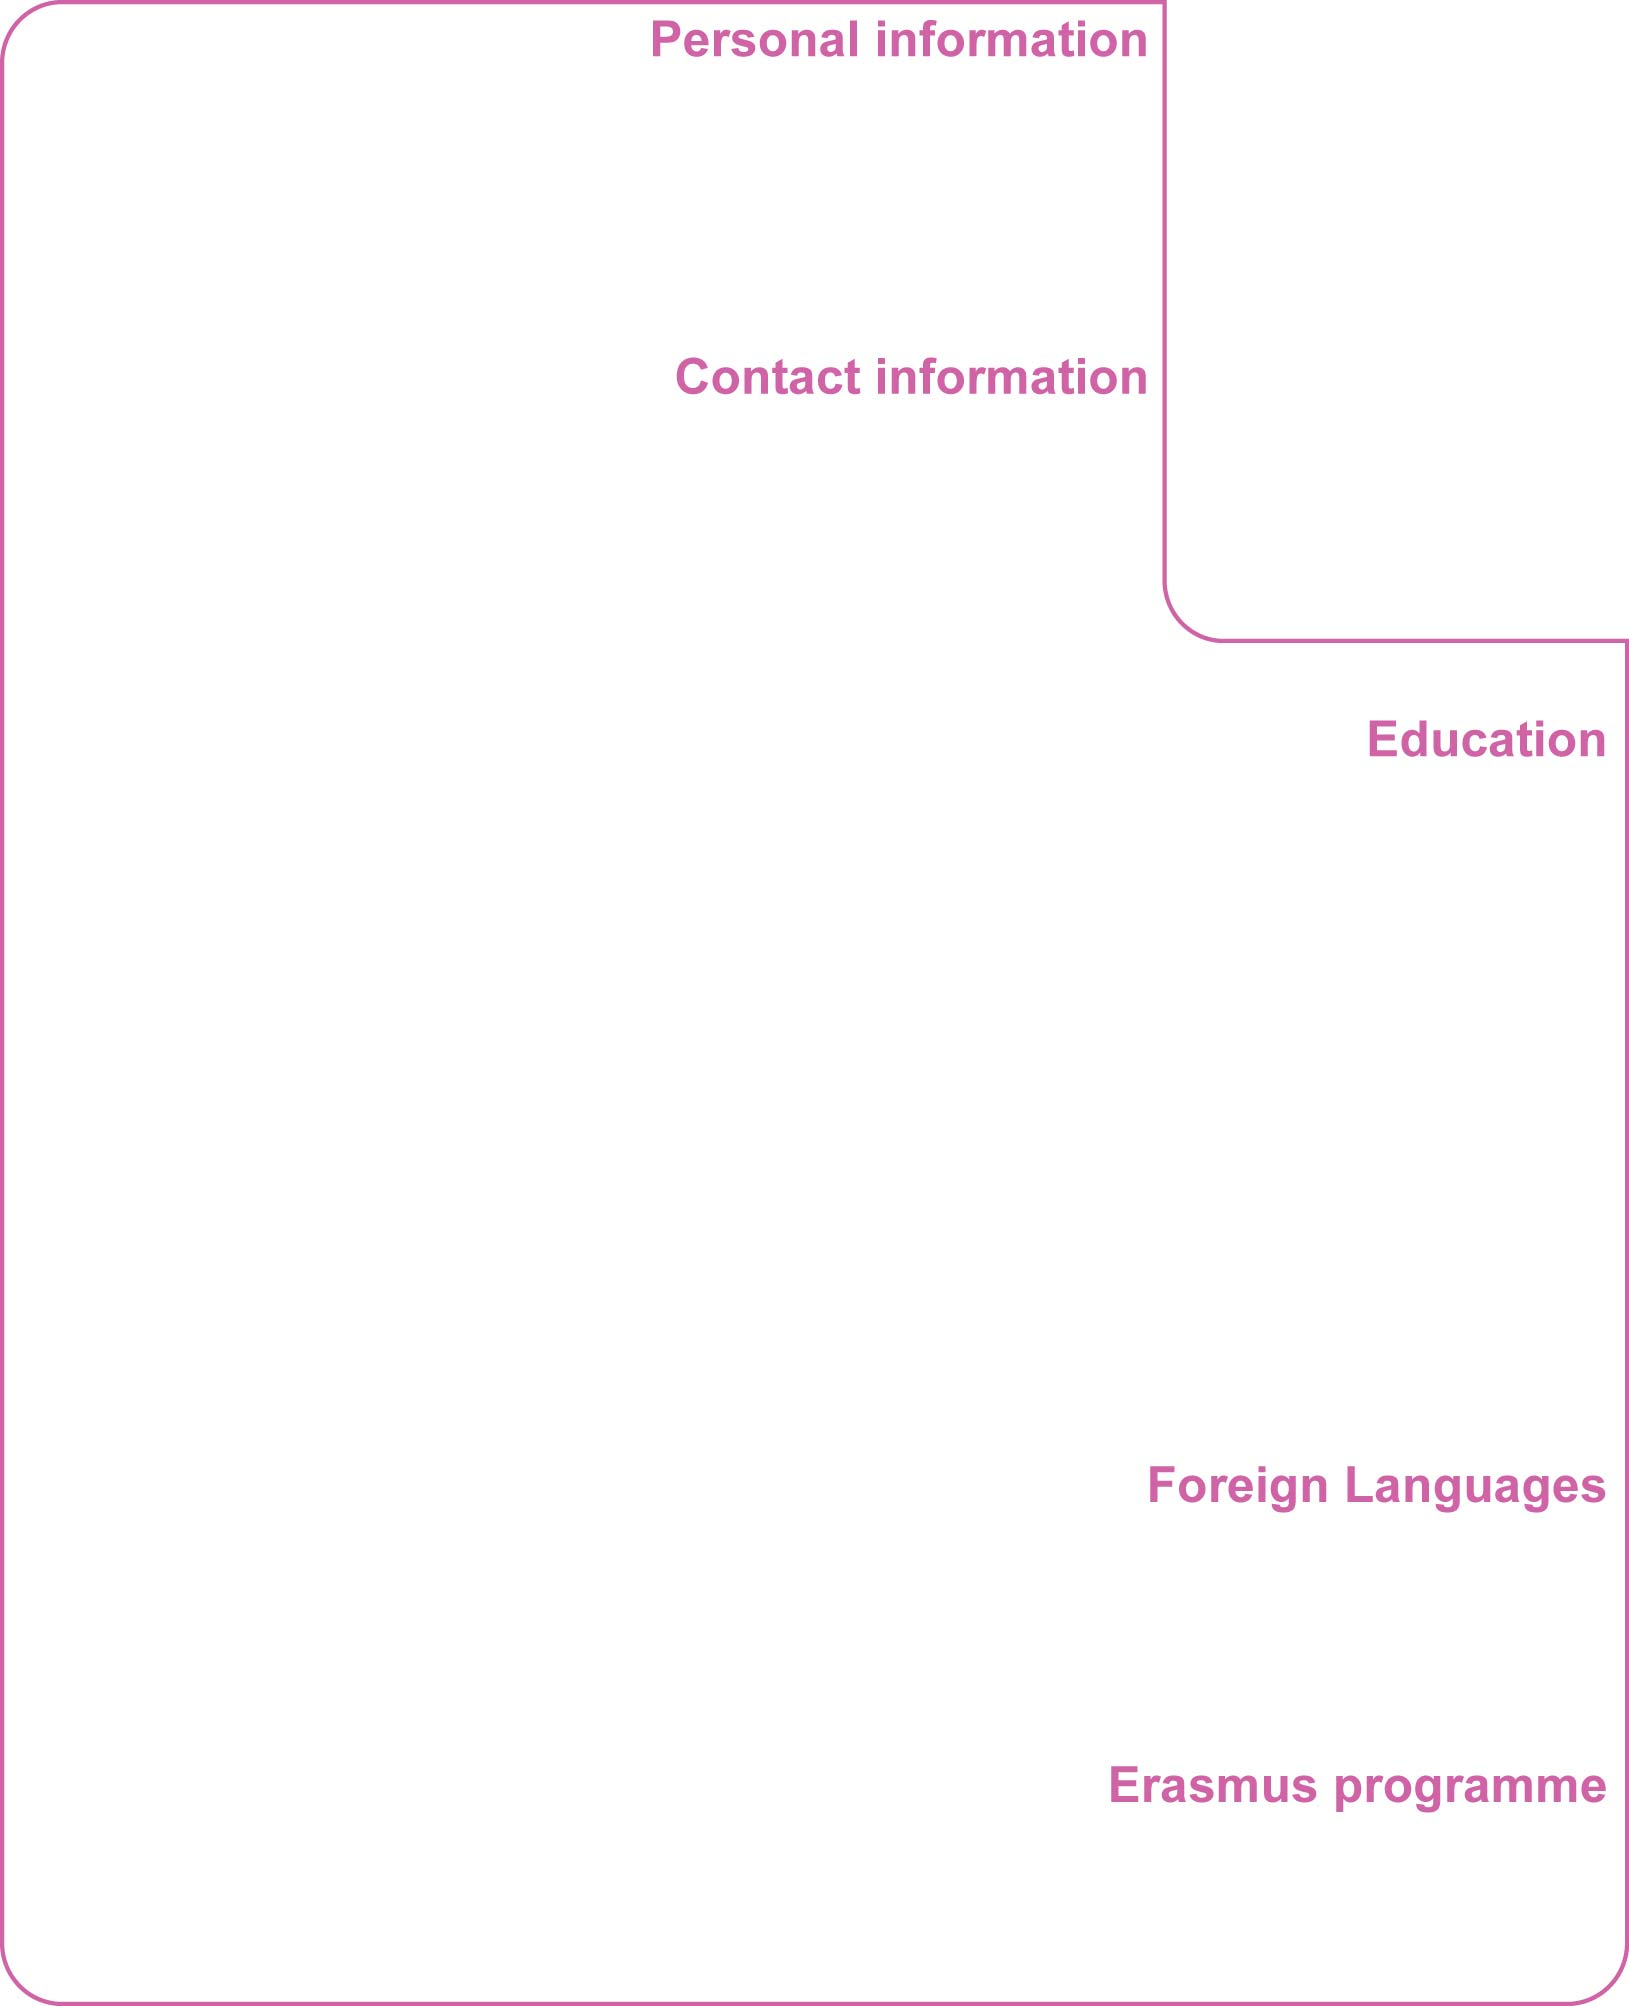 Personal information
Contact information
Education
Foreign Languages
Erasmus programme